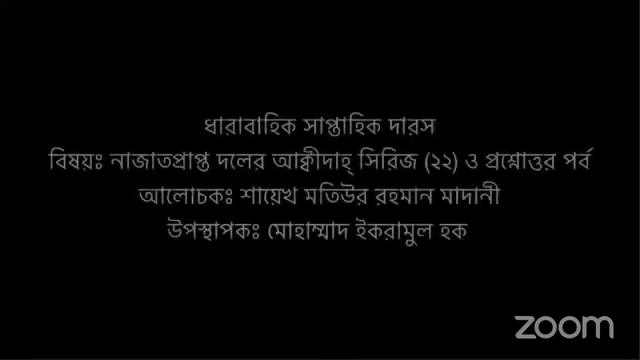 ধারাবাহিক সাপ্তাহিক দারস
বিষয়ঃ নাজাতপ্রাপ্ত দলের আক্বীদাহ্ সিরিজ (২২) ও প্রশ্নোত্তর পর্ব
আলোচকঃ শায়েখ মতিউর রহমান মাদানী
উপস্থাপকঃ মোহাম্মাদ ইকরামুল হক
zoom